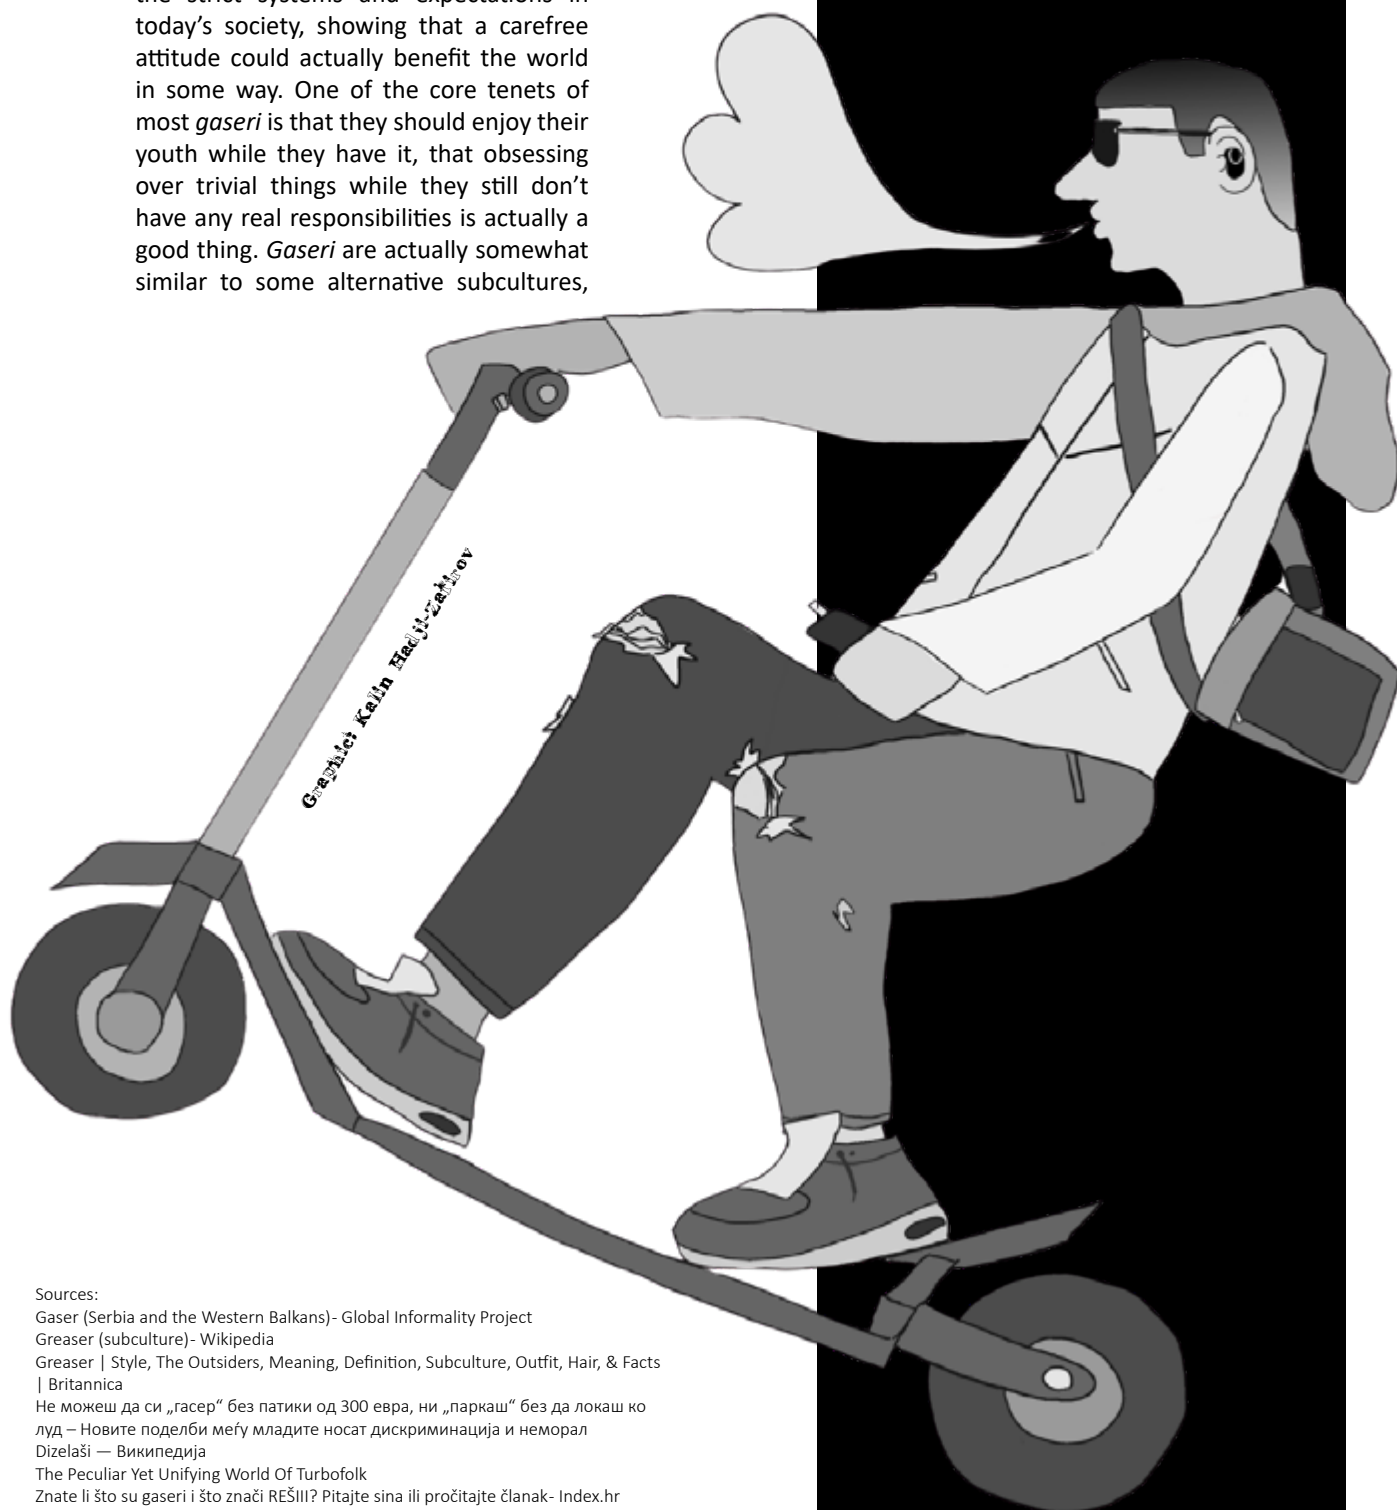 the strict systems and expectations in
today’s society, showing that a carefree
attitude could actually benefit the world
in some way. One of the core tenets of
most gaseri is that they should enjoy their
youth while they have it, that obsessing
over trivial things while they still don’t
have any real responsibilities is actually a
good thing. Gaseri are actually somewhat
similar to some alternative subcultures,
Graphic: Kalin Hadji-Zafirov
Sources:
Gaser (Serbia and the Western Balkans)- Global Informality Project
Greaser (subculture)- Wikipedia
Greaser | Style, The Outsiders, Meaning, Definition, Subculture, Outfit, Hair, & Facts
| Britannica
Не можеш да си „гасер“ без патики од 300 евра, ни „паркаш“ без да локаш ко
луд – Новите поделби меѓу младите носат дискриминација и неморал
Dizelaši — Википедија
The Peculiar Yet Unifying World Of Turbofolk
Znate li što su gaseri i što znači REŠIII? Pitajte sina ili pročitajte članak- Index.hr